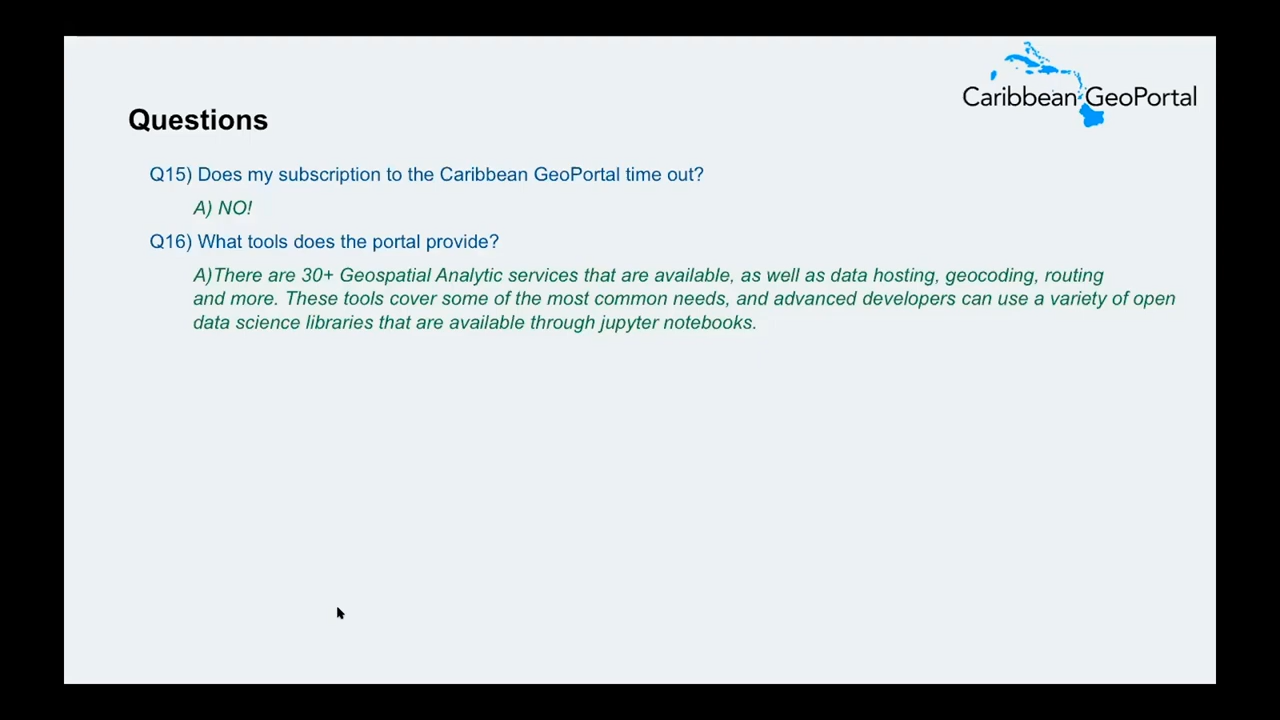 Caribbean GeoPortal
Questions
Q15) Does my subscription to the Caribbean GeoPortal time out?
A) NO!
Q16) What tools does the portal provide?
A)There are 30+ Geospatial Analytic services that are available, as well as data hosting, geocoding, routing
and more. These tools cover some of the most common needs, and advanced developers can use a variety of open
data science libraries that are available through jupyter notebooks.